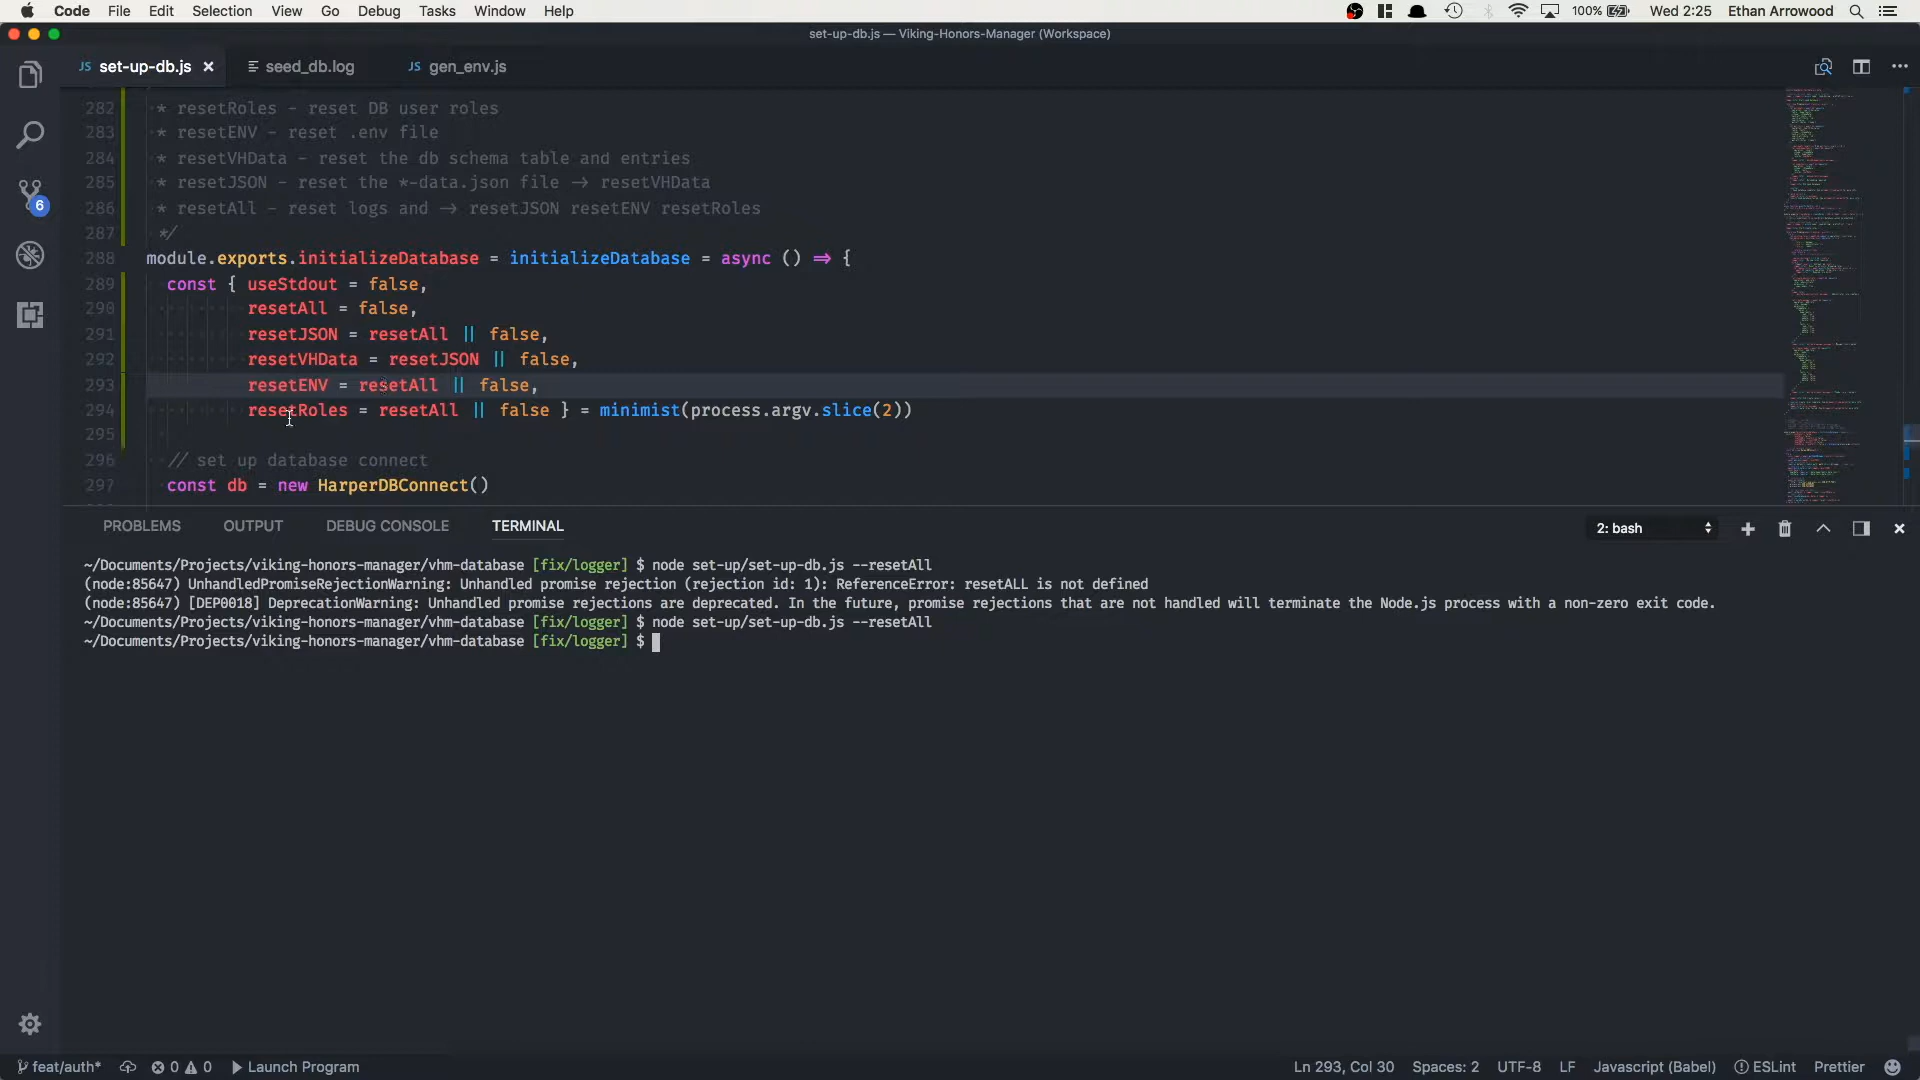 Code File Edit Selection View Go Debug Tasks Window Help 100% Wed 2:25 Ethan Arrowood
set-up-db.js — Viking-Honors-Manager (Workspace)
JS set-up-db.js × seed_db.log JS gen_env.js ···
282 * resetRoles - reset DB user roles
283 * resetENV - reset .env file
284 * resetVHData - reset the db schema table and entries
285 * resetJSON - reset the *-data.json file -> resetVHData
286 * resetAll - reset logs and -> resetJSON resetENV resetRoles
287 */
288 module.exports.initializeDatabase = initializeDatabase = async () => {
289 const { useStdout = false,
290 resetAll = false,
291 resetJSON = resetAll || false,
292 resetVHData = resetJSON || false,
293 resetENV = resetAll || false,
294 resetRoles = resetAll || false } = minimist(process.argv.slice(2))
295
296 // set up database connect
297 const db = new HarperDBConnect()
6
PROBLEMS OUTPUT DEBUG CONSOLE TERMINAL 2: bash
~/Documents/Projects/viking-honors-manager/vhm-database [fix/logger] $ node set-up/set-up-db.js --resetAll
(node:85647) UnhandledPromiseRejectionWarning: Unhandled promise rejection (rejection id: 1): ReferenceError: resetALL is not defined
(node:85647) [DEP0018] DeprecationWarning: Unhandled promise rejections are deprecated. In the future, promise rejections that are not handled will terminate the Node.js process with a non-zero exit code.
~/Documents/Projects/viking-honors-manager/vhm-database [fix/logger] $ node set-up/set-up-db.js --resetAll
~/Documents/Projects/viking-honors-manager/vhm-database [fix/logger] $
feat/auth* 0 0 Launch Program Ln 293, Col 30 Spaces: 2 UTF-8 LF Javascript (Babel) ESLint Prettier